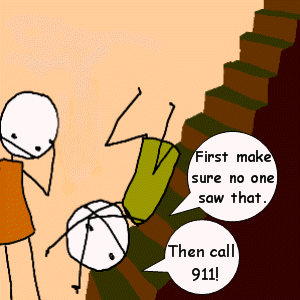 First make
sure no one
saw that.
Then call
911!